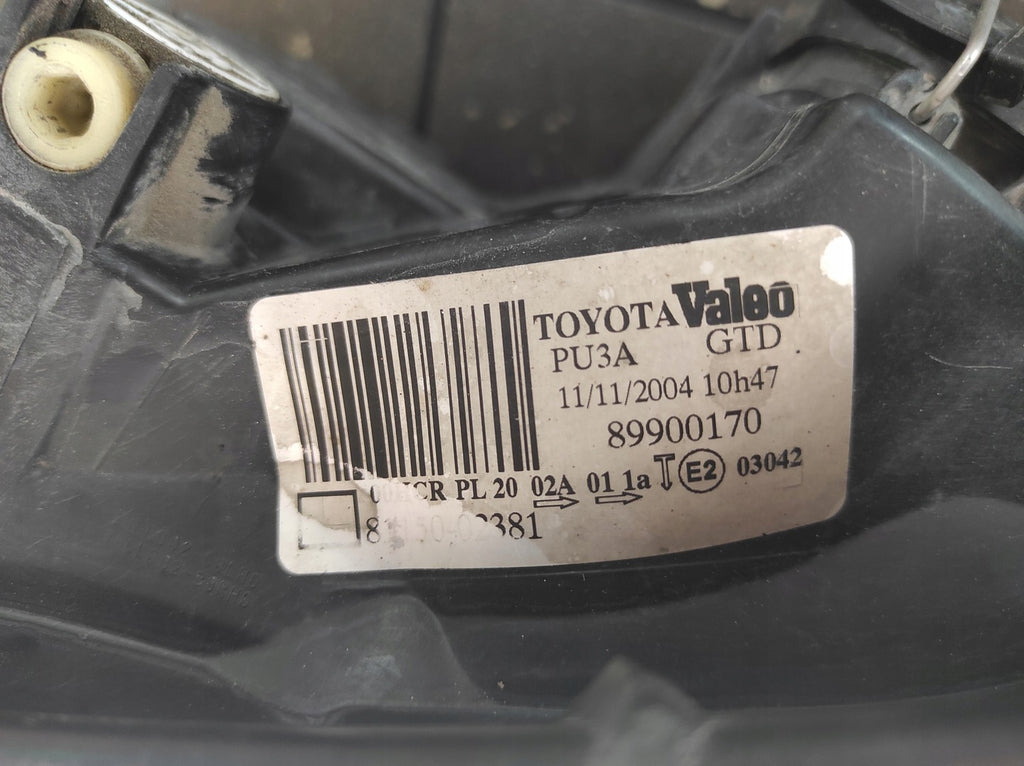 TOYOTA Valeo
PU3A GTD
11/11/2004 10h47
89900170
PL 20 02A 01 1a E2 03042